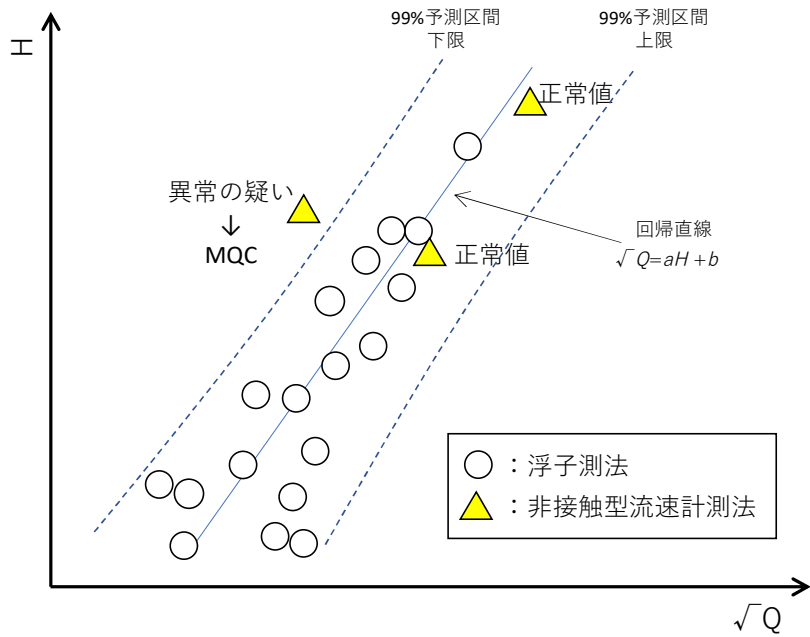 99%予測区間
下限
99%予測区間
上限
H
正常値
異常の疑い
↓
MQC
正常値
回帰直線
√Q=aH+b
○:浮子測法
△:非接触型流速計測法
√Q